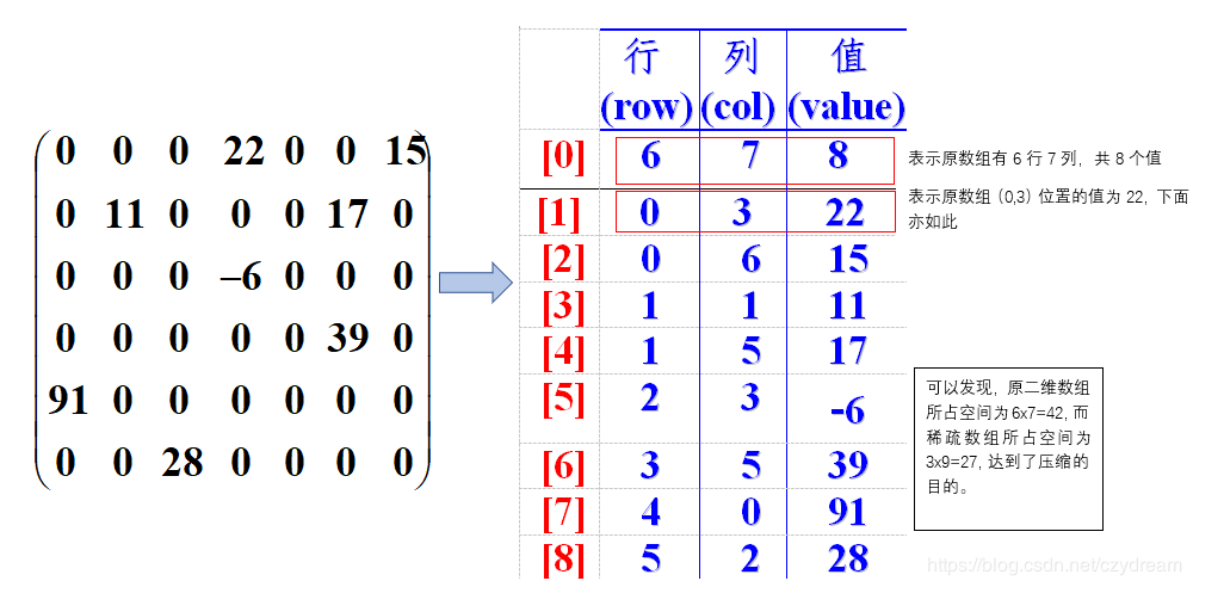 0 0 0 22 0 0 15
0 11 0 0 0 17 0
0 0 0 –6 0 0 0
0 0 0 0 0 39 0
91 0 0 0 0 0 0
0 0 28 0 0 0 0
行 列 值
(row) (col) (value)
[0] 6 7 8
[1] 0 3 22
[2] 0 6 15
[3] 1 1 11
[4] 1 5 17
[5] 2 3 -6
[6] 3 5 39
[7] 4 0 91
[8] 5 2 28
表示原数组有 6 行 7 列，共 8 个值
表示原数组（0,3）位置的值为 22, 下面
亦如此
可以发现，原二维数组
所占空间为 6x7=42, 而
稀疏数组所占空间为
3x9=27, 达到了压缩的
目的。
https://blog.csdn.net/czydream